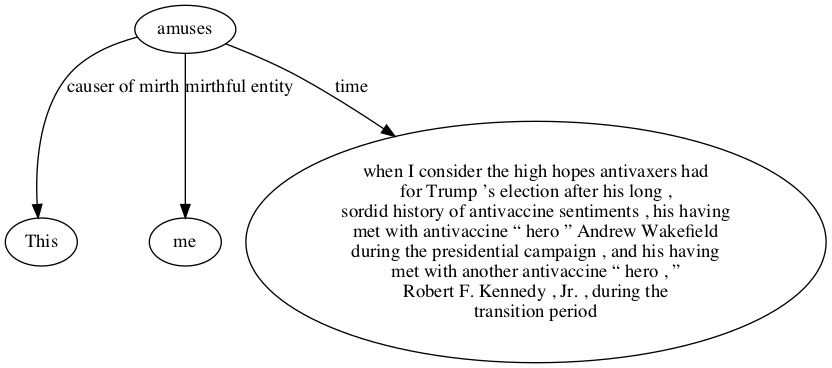 amuses
causer of mirth
mirthful entity
time
This
me
when I consider the high hopes antivaxers had
for Trump ’s election after his long ,
sordid history of antivaccine sentiments , his having
met with antivaccine “ hero ” Andrew Wakefield
during the presidential campaign , and his having
met with another antivaccine “ hero , ”
Robert F. Kennedy , Jr. , during the
transition period